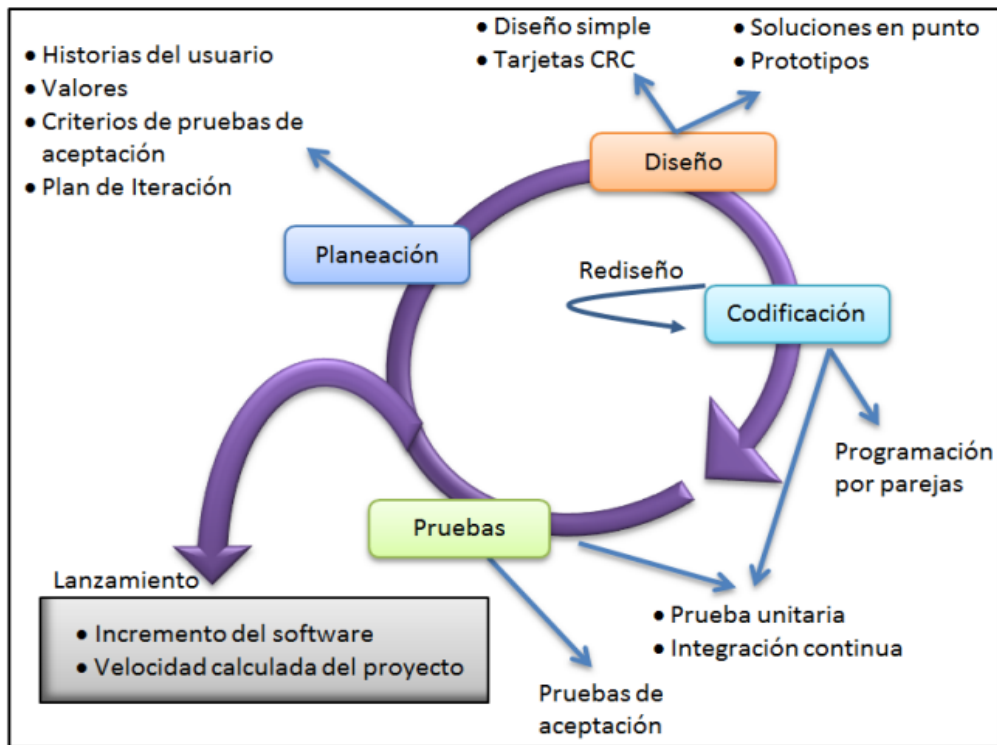 • Historias del usuario
• Valores
• Criterios de pruebas de
aceptación
• Plan de Iteración
• Diseño simple
• Tarjetas CRC
• Soluciones en punto
• Prototipos
Diseño
Planeación
Rediseño
Codificación
Programación
por parejas
Pruebas
Lanzamiento
• Incremento del software
• Velocidad calculada del proyecto
• Prueba unitaria
• Integración continua
Pruebas de
aceptación